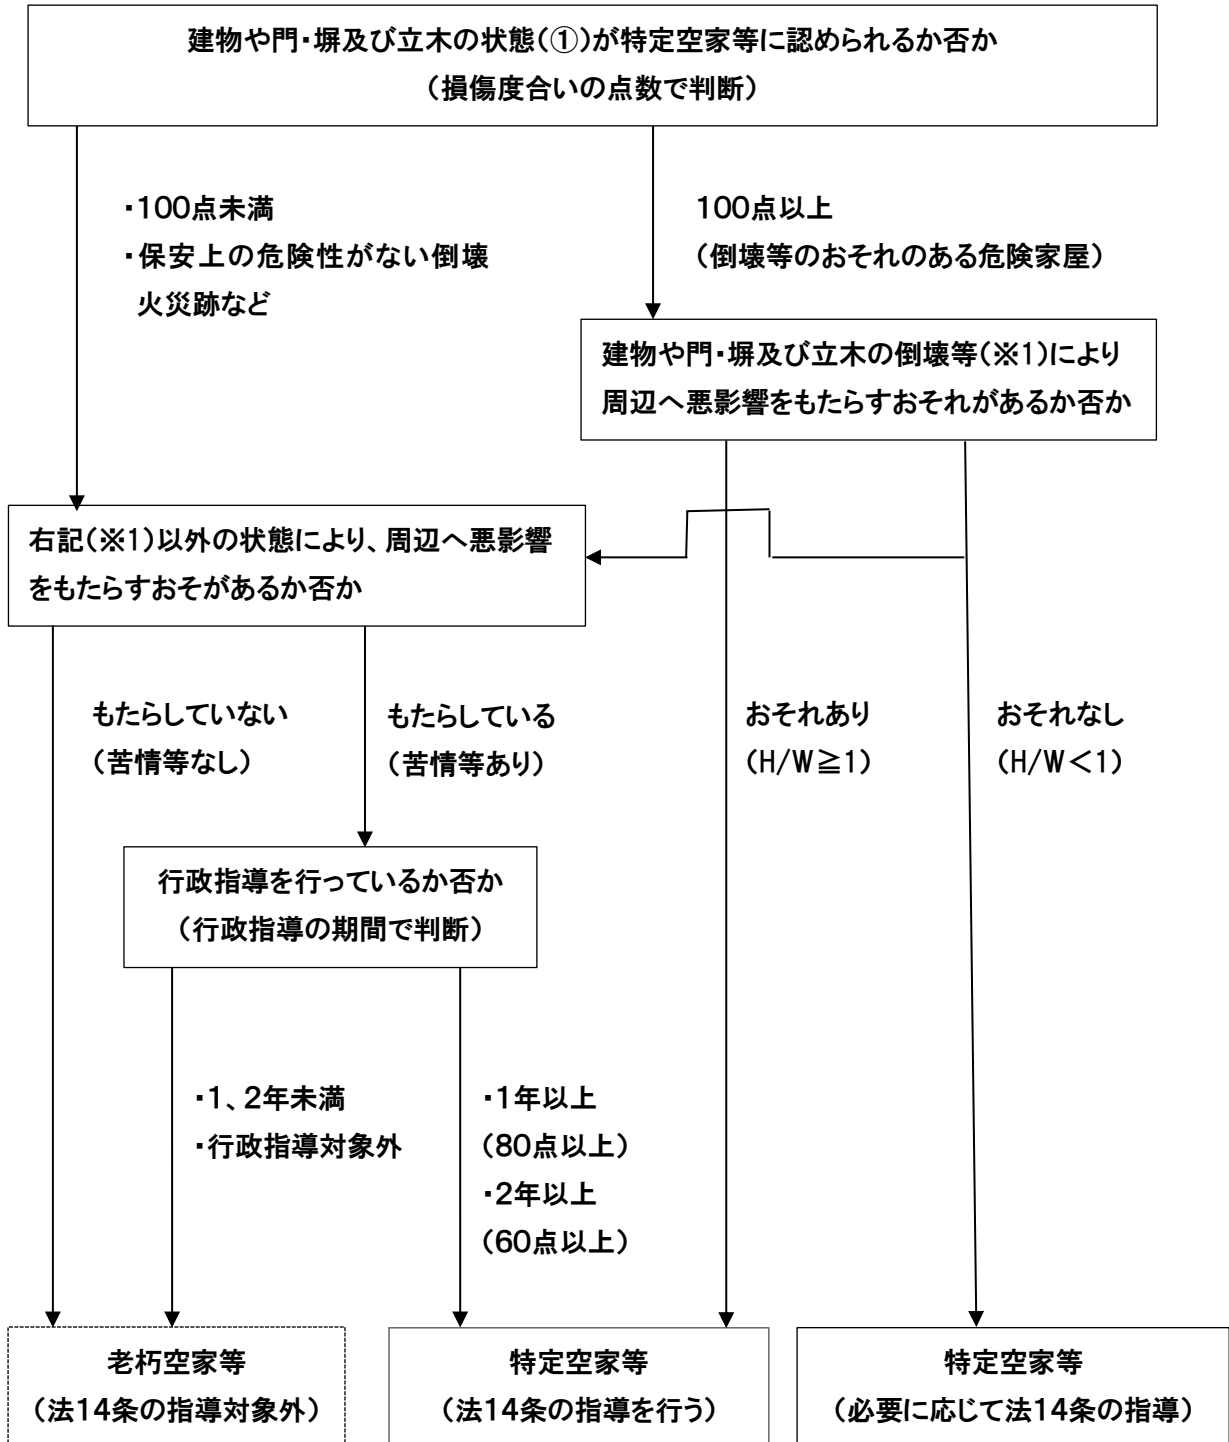 建物や門・塀及び立木の状態(①)が特定空家等に認められるか否か
(損傷度合いの点数で判断)
・100点未満
・保安上の危険性がない倒壊
火災跡など
100点以上
(倒壊等のおそれのある危険家屋)
建物や門・塀及び立木の倒壊等(※1)により
周辺へ悪影響をもたらすおそれがあるか否か
右記(※1)以外の状態により、周辺へ悪影響
をもたらすおそがあるか否か
もたらしていない
(苦情等なし)
もたらしている
(苦情等あり)
おそれあり
(H/W≧1)
おそれなし
(H/W<1)
行政指導を行っているか否か
(行政指導の期間で判断)
・1、2年未満
・行政指導対象外
・1年以上
(80点以上)
・2年以上
(60点以上)
老朽空家等
(法14条の指導対象外)
特定空家等
(法14条の指導を行う)
特定空家等
(必要に応じて法14条の指導)